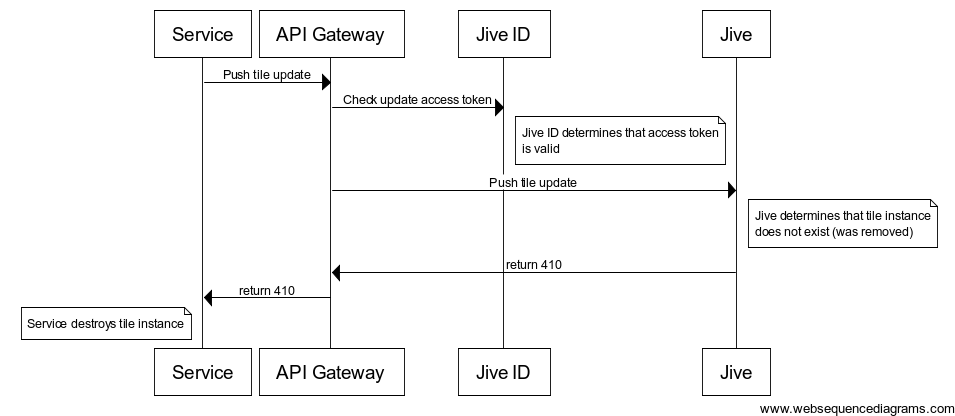 Service
API Gateway
Jive ID
Jive
Push tile update
Check update access token
Jive ID determines that access token
is valid
Push tile update
Jive determines that tile instance
does not exist (was removed)
return 410
return 410
Service destroys tile instance
Service
API Gateway
Jive ID
Jive
www.websequencediagrams.com